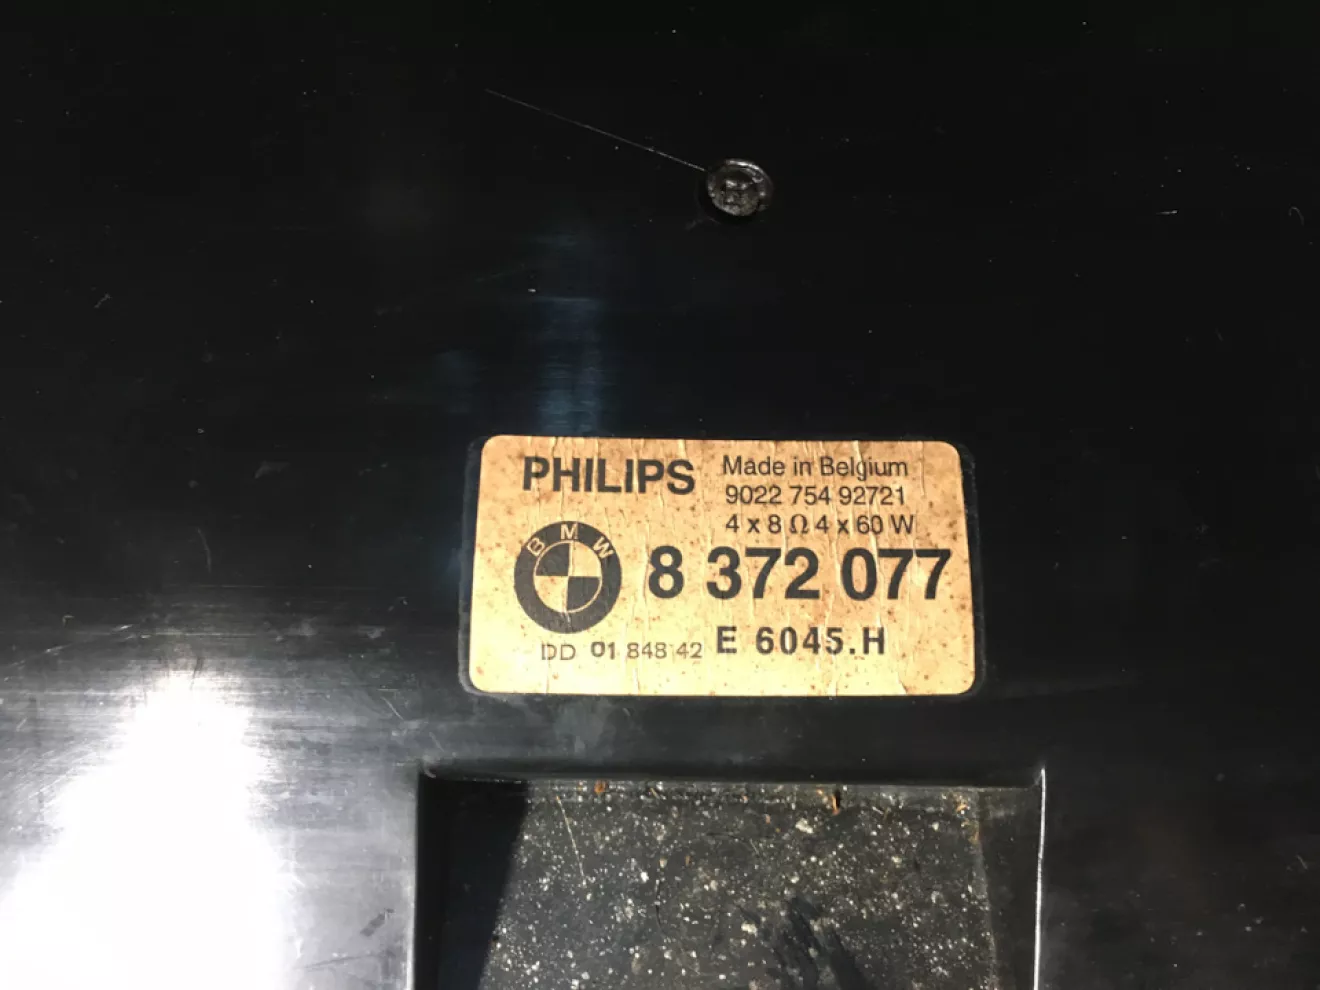 PHILIPS
Made in Belgium
9022 754 92721
4 x 8 Ω 4 x 60 W
BMW
8 372 077
DD 01 848 42 E 6045.H